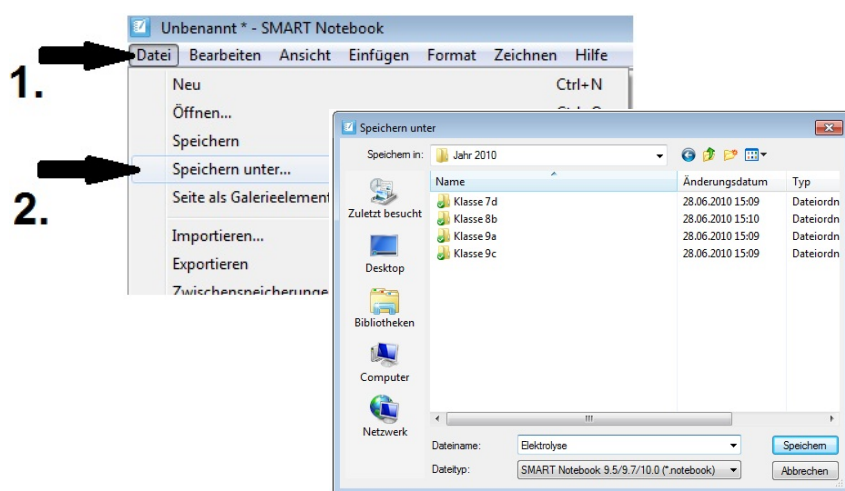 Unbenannt * - SMART Notebook
Datei Bearbeiten Ansicht Einfügen Format Zeichnen Hilfe
1.
Neu Ctrl+N
Öffnen...
Speichern
2.
Speichern unter...
Seite als Galerieelement
Importieren...
Exportieren
Speichern unter
Speichern in: Jahr 2010
Name Änderungsdatum Typ
Klasse 7d 28.06.2010 15:09 Dateiordn
Klasse 8b 28.06.2010 15:10 Dateiordn
Klasse 9a 28.06.2010 15:09 Dateiordn
Klasse 9c 28.06.2010 15:09 Dateiordn
Zuletzt besucht
Desktop
Bibliotheken
Computer
Netzwerk
Dateiname: Elektrolyse Speichern
Dateityp: SMART Notebook 9.5/9.7/10.0 (*.notebook) Abbrechen